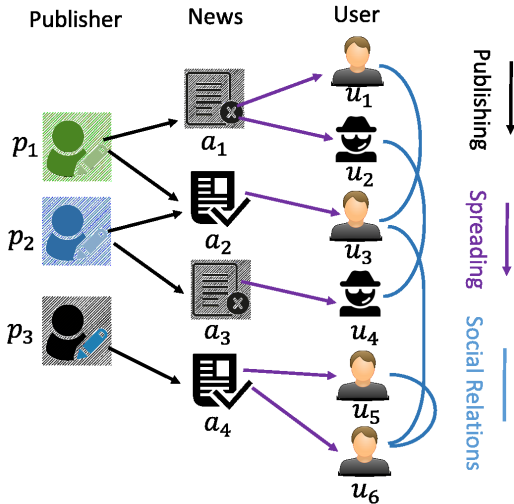 Publisher
News
User
p₁
p₂
p₃
a₁
a₂
a₃
a₄
u₁
u₂
u₃
u₄
u₅
u₆
Publishing
Spreading
Social Relations